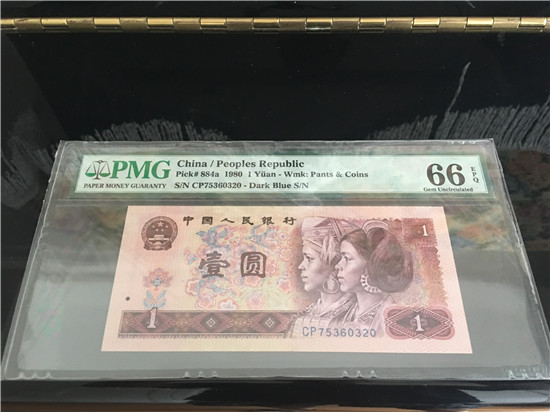 PMG
PAPER MONEY GUARANTY
China / Peoples Republic
Pick# 884a 1980 1 Yüan - Wmk: Pants & Coins
S/N CP75360320 - Dark Blue S/N
66 EPQ
Gem Uncirculated
中国人民银行
1
壹圆
CP75360320
1
1